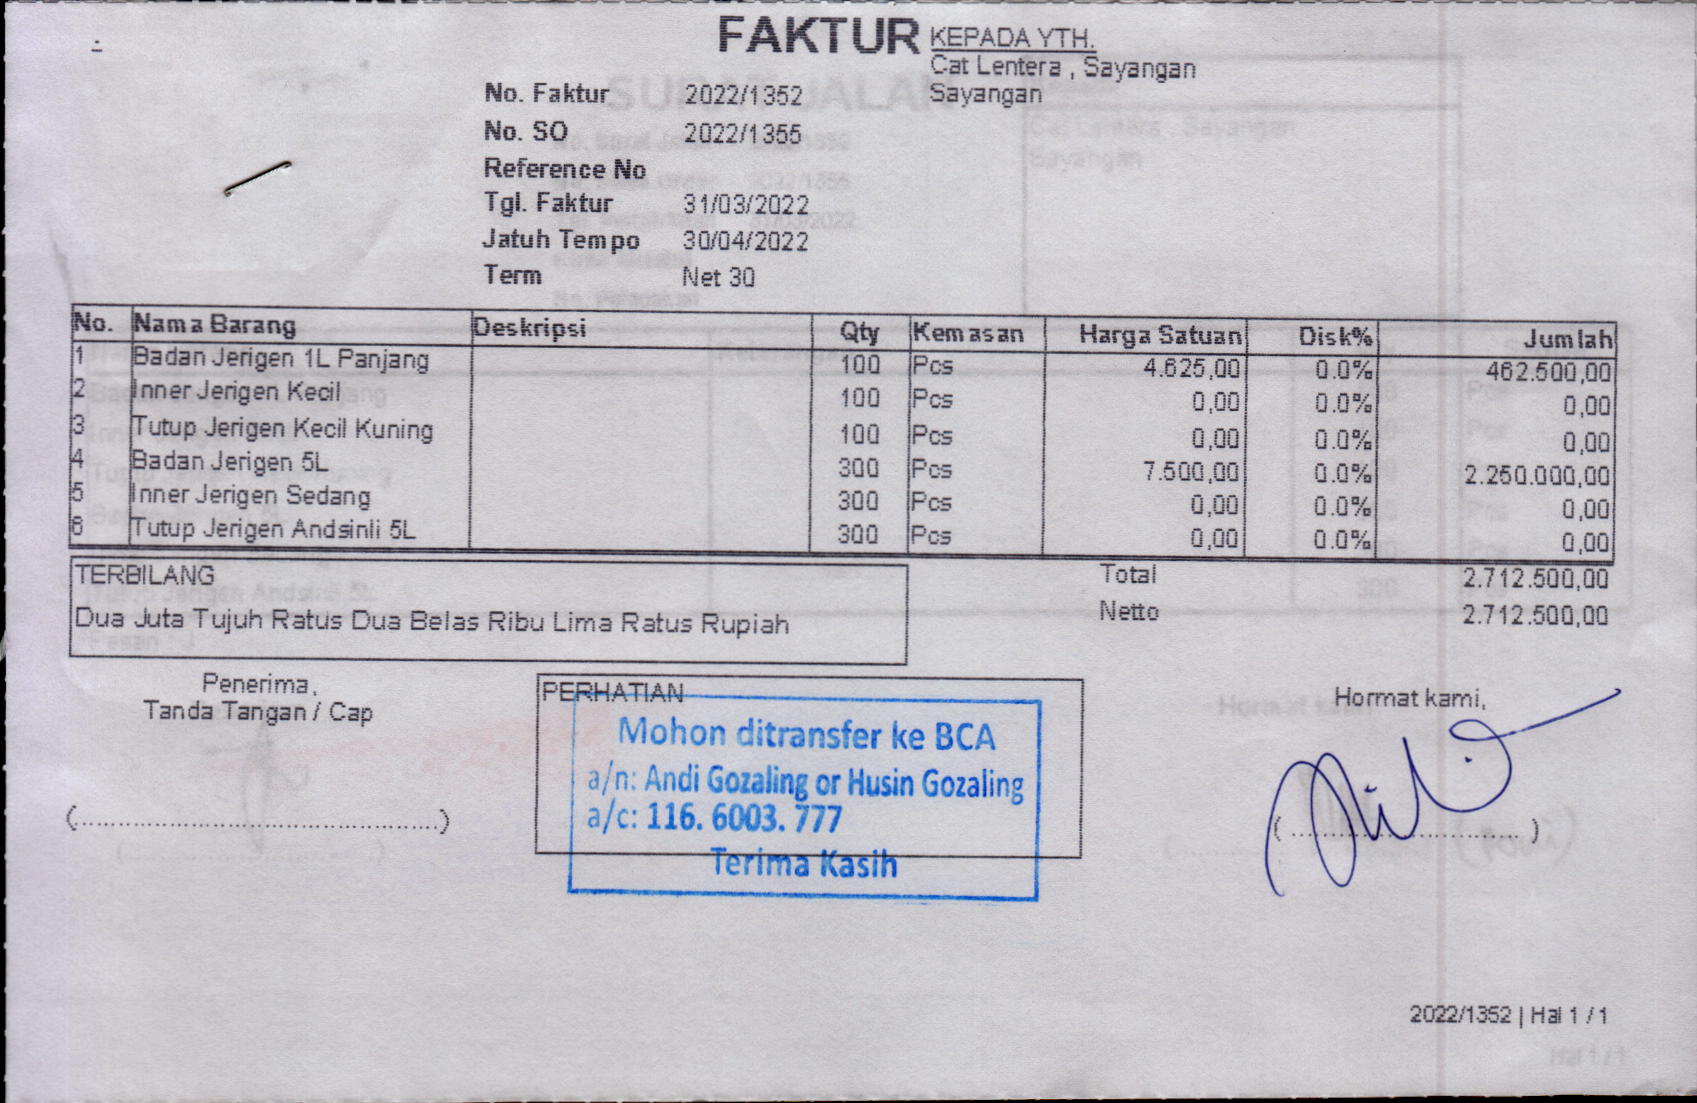 FAKTUR
KEPADA YTH.
Cat Lentera , Sayangan
Sayangan
No. Faktur 2022/1352
No. SO 2022/1355
Reference No
Tgl. Faktur 31/03/2022
Jatuh Tempo 30/04/2022
Term Net 30
No. Nama Barang Deskripsi Qty Kemasan Harga Satuan Disk% Jumlah
1 Badan Jerigen 1L Panjang 100 Pcs 4.625,00 0.0% 462.500,00
2 Inner Jerigen Kecil 100 Pcs 0,00 0.0% 0,00
3 Tutup Jerigen Kecil Kuning 100 Pcs 0,00 0.0% 0,00
4 Badan Jerigen 5L 300 Pcs 7.500,00 0.0% 2.250.000,00
5 Inner Jerigen Sedang 300 Pcs 0,00 0.0% 0,00
6 Tutup Jerigen Andsinli 5L 300 Pcs 0,00 0.0% 0,00
TERBILANG
Dua Juta Tujuh Ratus Dua Belas Ribu Lima Ratus Rupiah
Total 2.712.500,00
Netto 2.712.500,00
Penerima,
Tanda Tangan / Cap
(..........................................)
PERHATIAN
Mohon ditransfer ke BCA
a/n: Andi Gozaling or Husin Gozaling
a/c: 116. 6003. 777
Terima Kasih
Hormat kami,
(..............................)
2022/1352 | Hal 1 / 1